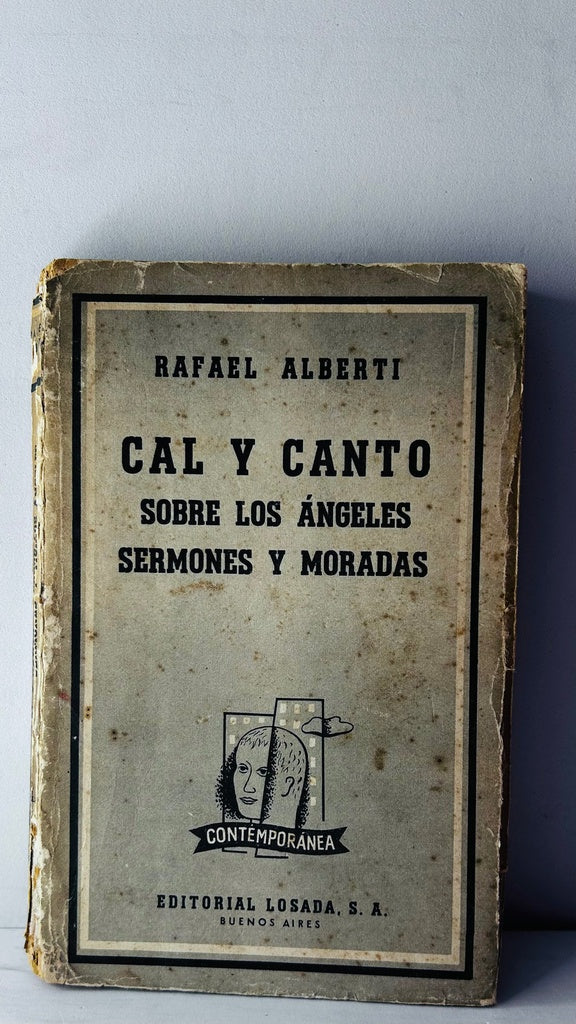 RAFAEL ALBERTI
CAL Y CANTO
SOBRE LOS ÁNGELES
SERMONES Y MORADAS
CONTEMPORÁNEA
EDITORIAL LOSADA, S. A.
BUENOS AIRES